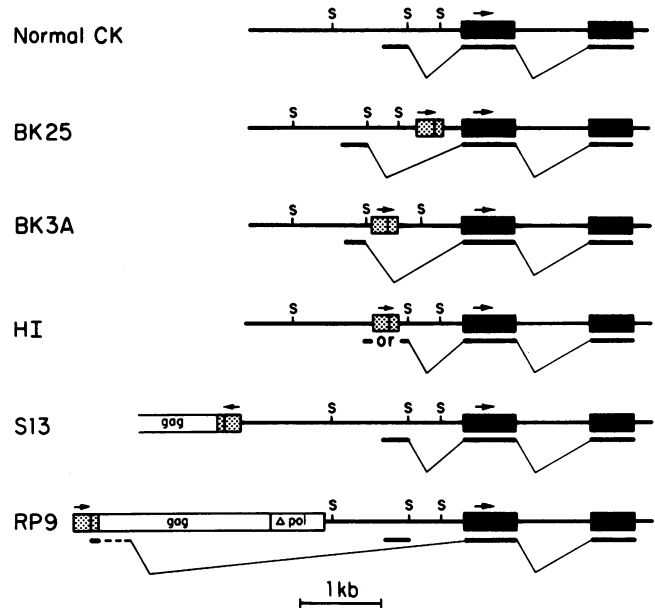 S S S
Normal CK
S S S
BK25
S S S
BK3A
S S S
HI
or
S S S
S13 gag
S S S
RP9 gag Δ pol
1kb